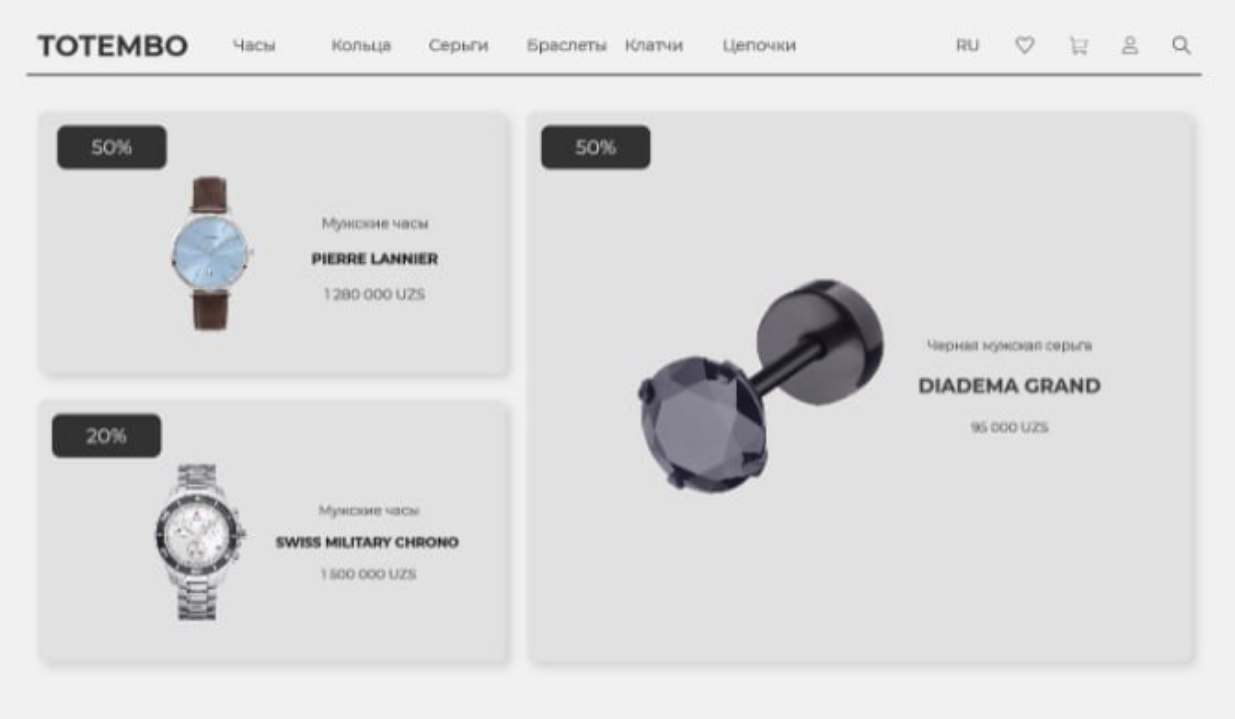 TOTEMBO Часы Кольца Серьги Браслеты Клатчи Цепочки RU
50%
Мужские часы
PIERRE LANNIER
1 280 000 UZS
20%
Мужские часы
SWISS MILITARY CHRONO
1 500 000 UZS
50%
Черная мужская серьга
DIADEMA GRAND
95 000 UZS